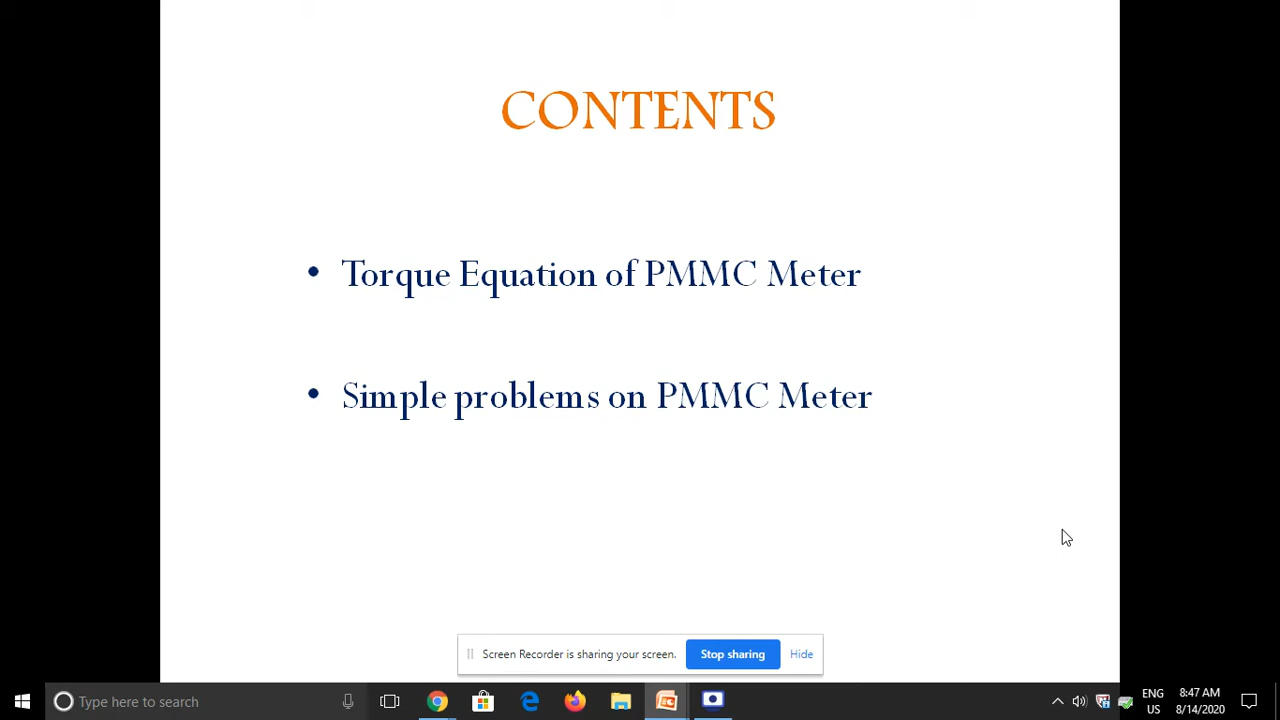 CONTENTS
• Torque Equation of PMMC Meter
• Simple problems on PMMC Meter
Screen Recorder is sharing your screen. Stop sharing Hide
Type here to search
ENG 8:47 AM
US 8/14/2020